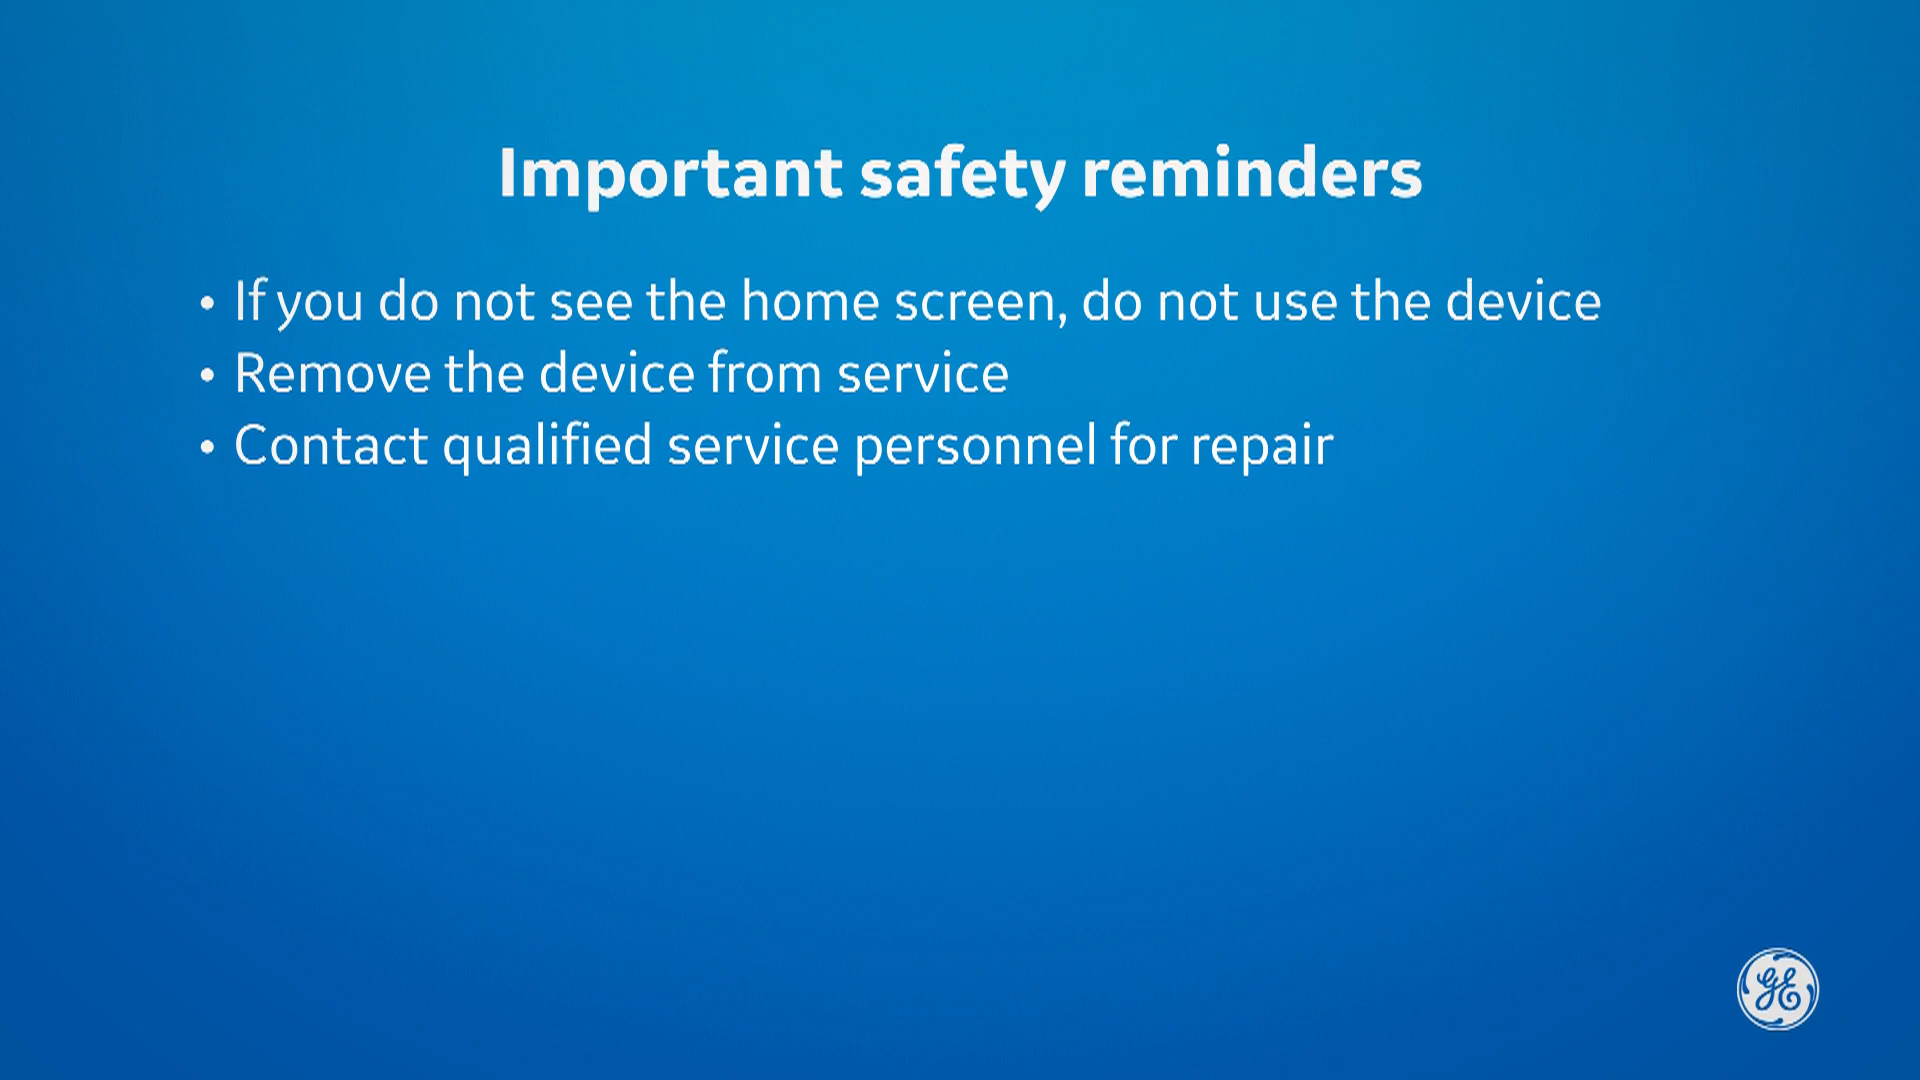 Important safety reminders
• If you do not see the home screen, do not use the device
• Remove the device from service
• Contact qualified service personnel for repair
GE